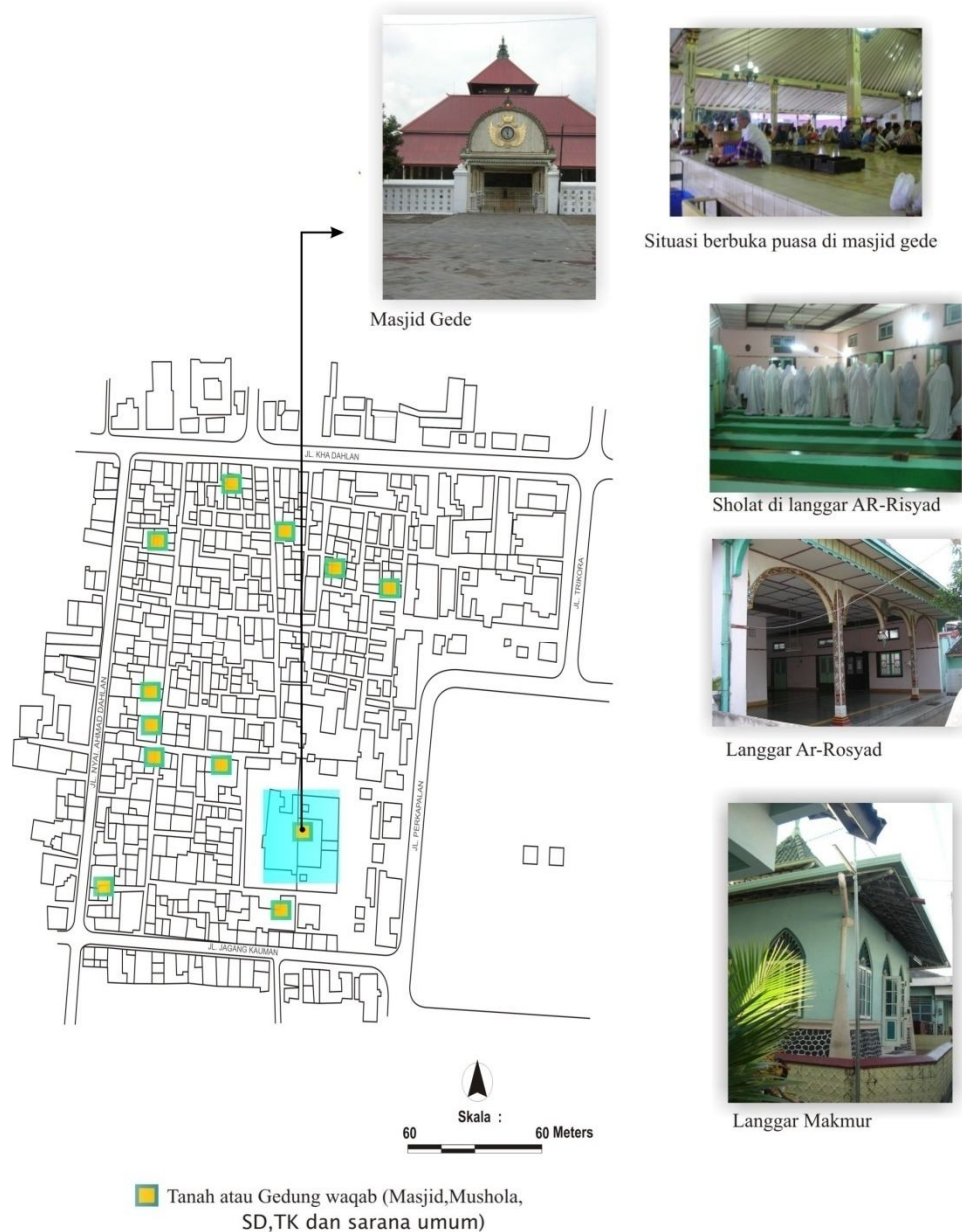 Masjid Gede
Situasi berbuka puasa di masjid gede
Sholat di langgar AR-Risyad
Langgar Ar-Rosyad
Langgar Makmur
JL. KHA DAHLAN
JL. TRIKORA
JL. NYAI AHMAD DAHLAN
JL. PERKAPALAN
JL. JAGANG KAUMAN
Skala :
60 60 Meters
Tanah atau Gedung waqab (Masjid,Mushola,
SD,TK dan sarana umum)